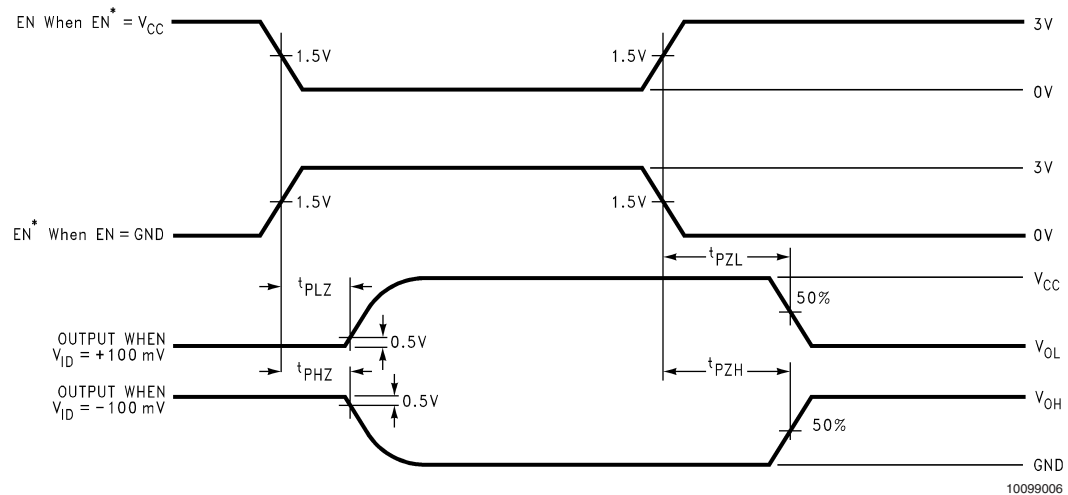 EN When EN* = VCC
3V
1.5V
1.5V
0V
3V
1.5V
1.5V
EN* When EN = GND
0V
tPZL
VCC
tPLZ
50%
OUTPUT WHEN
VID = +100 mV
0.5V
VOL
tPHZ
tPZH
OUTPUT WHEN
VID = −100 mV
0.5V
VOH
50%
GND
10099006